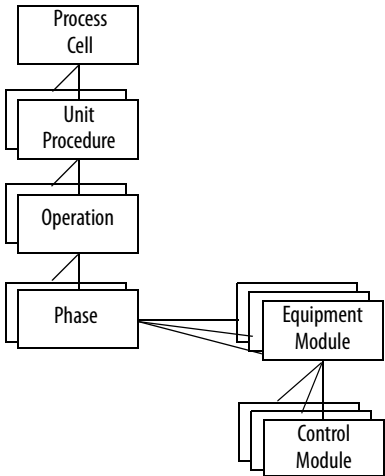 Process
Cell
Unit
Procedure
Operation
Phase
Equipment
Module
Control
Module